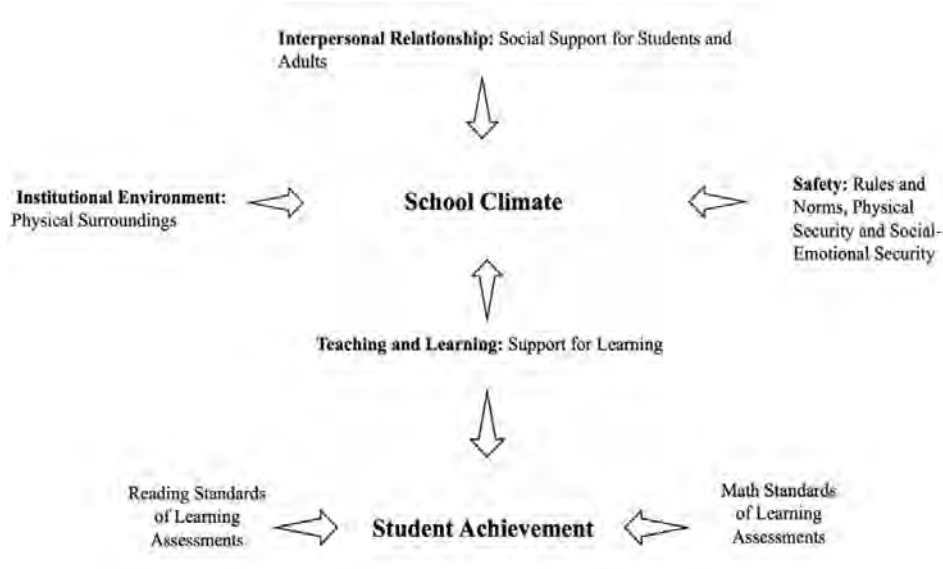 Interpersonal Relationship: Social Support for Students and
Adults
Institutional Environment:
Physical Surroundings
School Climate
Safety: Rules and
Norms, Physical
Security and Social-
Emotional Security
Teaching and Learning: Support for Learning
Reading Standards
of Learning
Assessments
Student Achievement
Math Standards
of Learning
Assessments